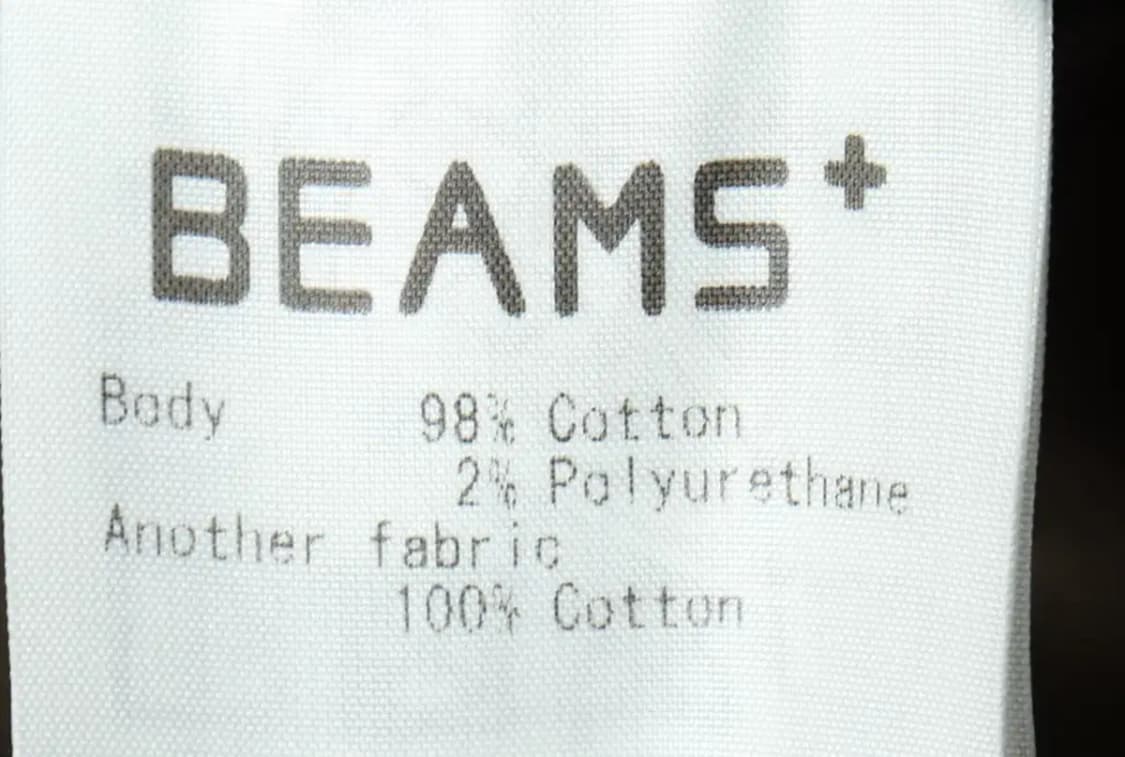 BEAMS+
Body 98% Cotton
2% Polyurethane
Another fabric
100% Cotton